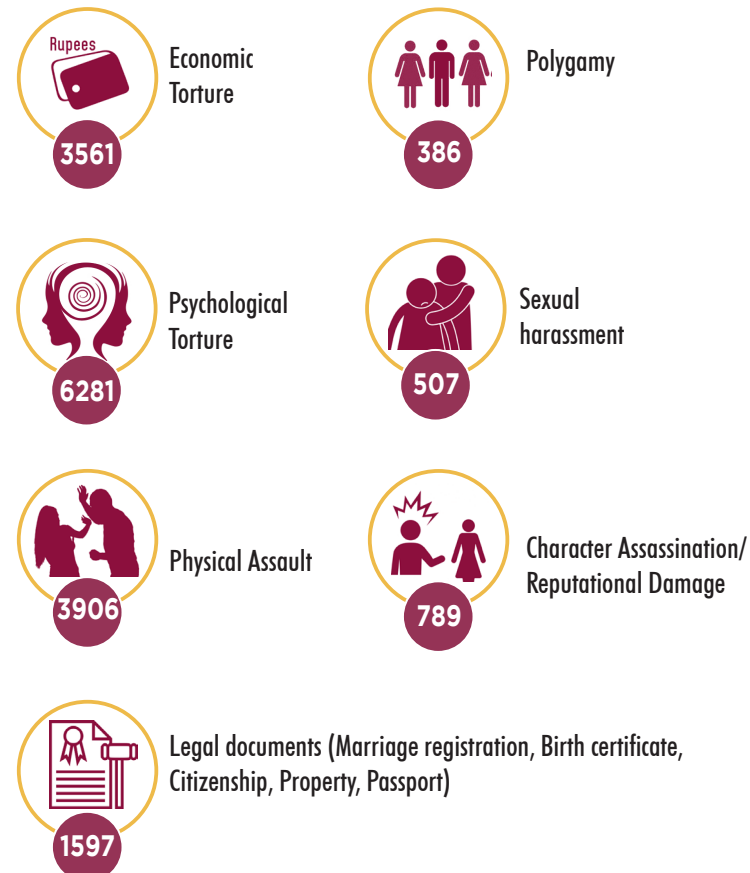 Rupees
Economic
Torture
3561
Polygamy
386
Psychological
Torture
6281
Sexual
harassment
507
Physical Assault
3906
Character Assassination/
Reputational Damage
789
Legal documents (Marriage registration, Birth certificate,
Citizenship, Property, Passport)
1597